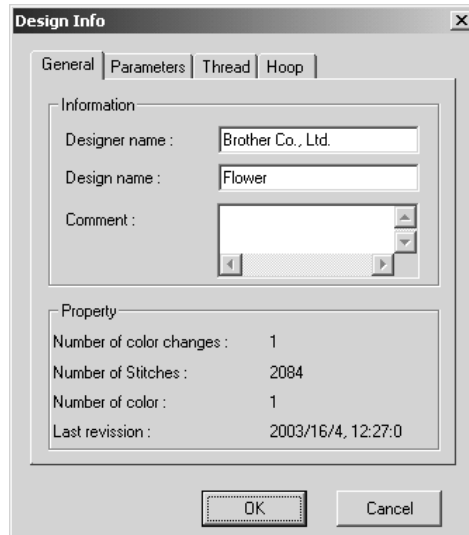 Design Info
General Parameters Thread Hoop
Information
Designer name : Brother Co., Ltd.
Design name : Flower
Comment :
Property
Number of color changes : 1
Number of Stitches : 2084
Number of color : 1
Last revission : 2003/16/4, 12:27:0
OK Cancel